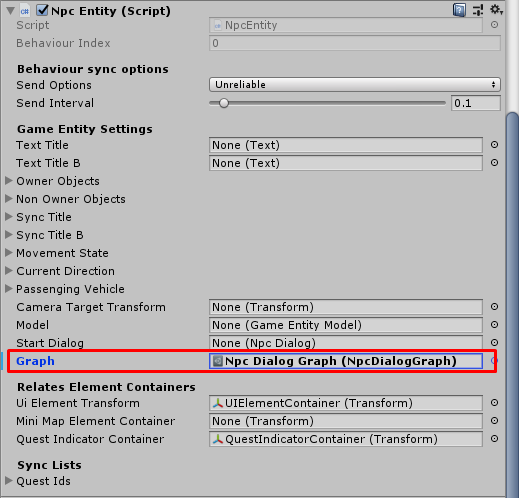 Npc Entity (Script)
Script NpcEntity
Behaviour Index 0
Behaviour sync options
Send Options Unreliable
Send Interval 0.1
Game Entity Settings
Text Title None (Text)
Text Title B None (Text)
Owner Objects
Non Owner Objects
Sync Title
Sync Title B
Movement State
Current Direction
Passenging Vehicle
Camera Target Transform None (Transform)
Model None (Game Entity Model)
Start Dialog None (Npc Dialog)
Graph Npc Dialog Graph (NpcDialogGraph)
Relates Element Containers
Ui Element Transform UIElementContainer (Transform)
Mini Map Element Container None (Transform)
Quest Indicator Container QuestIndicatorContainer (Transform)
Sync Lists
Quest Ids